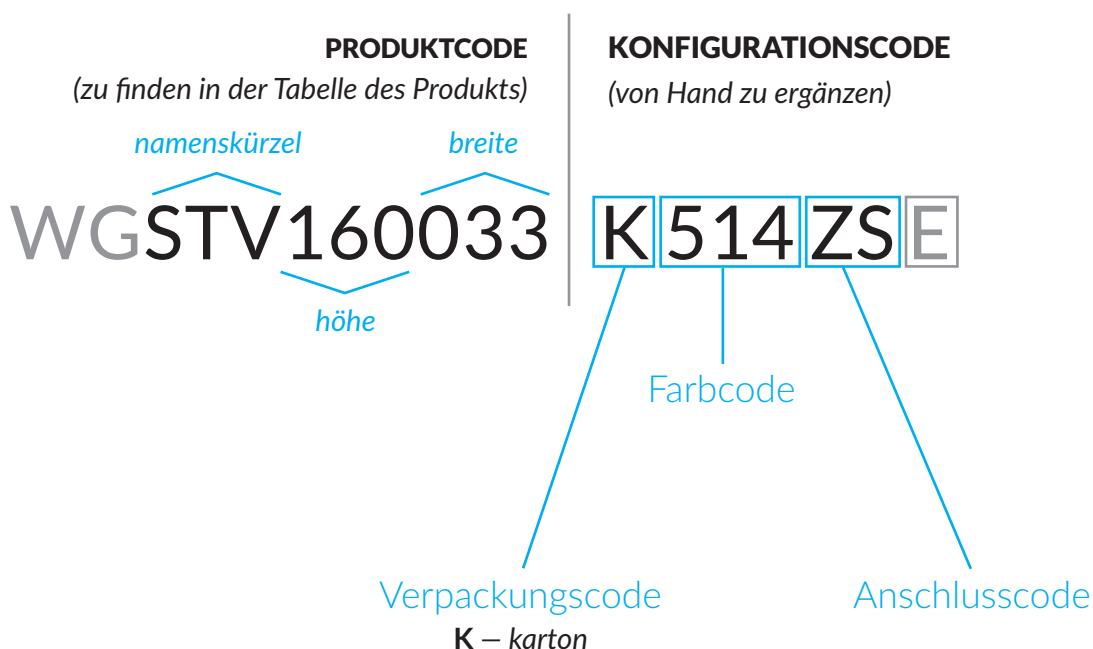 PRODUKTCODE
(zu finden in der Tabelle des Produkts)
KONFIGURATIONSCODE
(von Hand zu ergänzen)
namenskürzel
breite
WGSTV160033 K514ZSE
höhe
Farbcode
Verpackungscode
K – karton
Anschlusscode